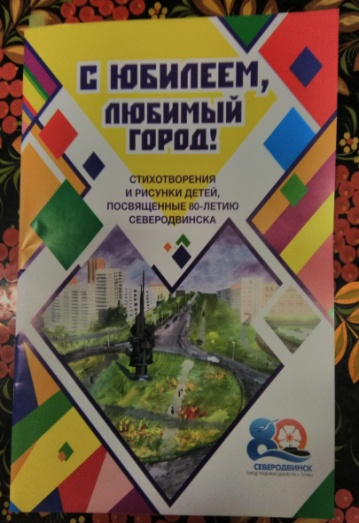 С ЮБИЛЕЕМ,
ЛЮБИМЫЙ
ГОРОД!
СТИХОТВОРЕНИЯ
И РИСУНКИ ДЕТЕЙ,
ПОСВЯЩЕННЫЕ 80-ЛЕТИЮ
СЕВЕРОДВИНСКА
80
СЕВЕРОДВИНСК